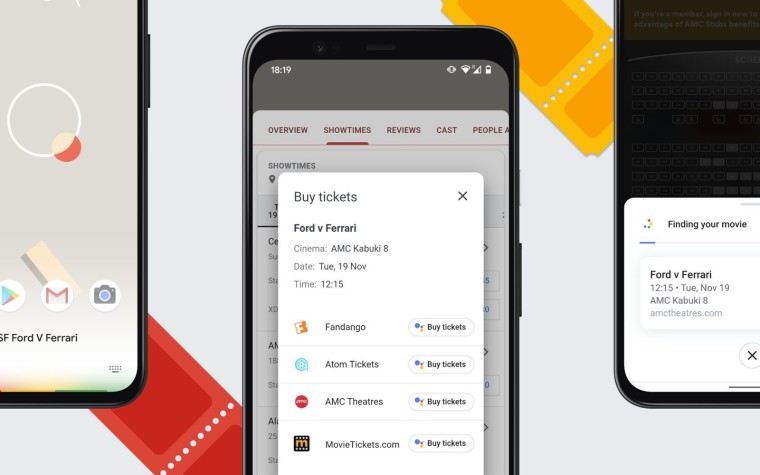 SF Ford V Ferrari
18:19
OVERVIEW SHOWTIMES REVIEWS CAST PEOPLE A
SHOWTIMES
Buy tickets
Ford v Ferrari
Cinema: AMC Kabuki 8
Date: Tue, 19 Nov
Time: 12:15
Fandango Buy tickets
Atom Tickets Buy tickets
amc
AMC Theatres Buy tickets
m
MovieTickets.com Buy tickets
If you're a member, sign in now to
advantage of AMC Stubs benefits
SCREE
Finding your movie
Ford v Ferrari
12:15 • Tue, Nov 19
AMC Kabuki 8
amctheatres.com